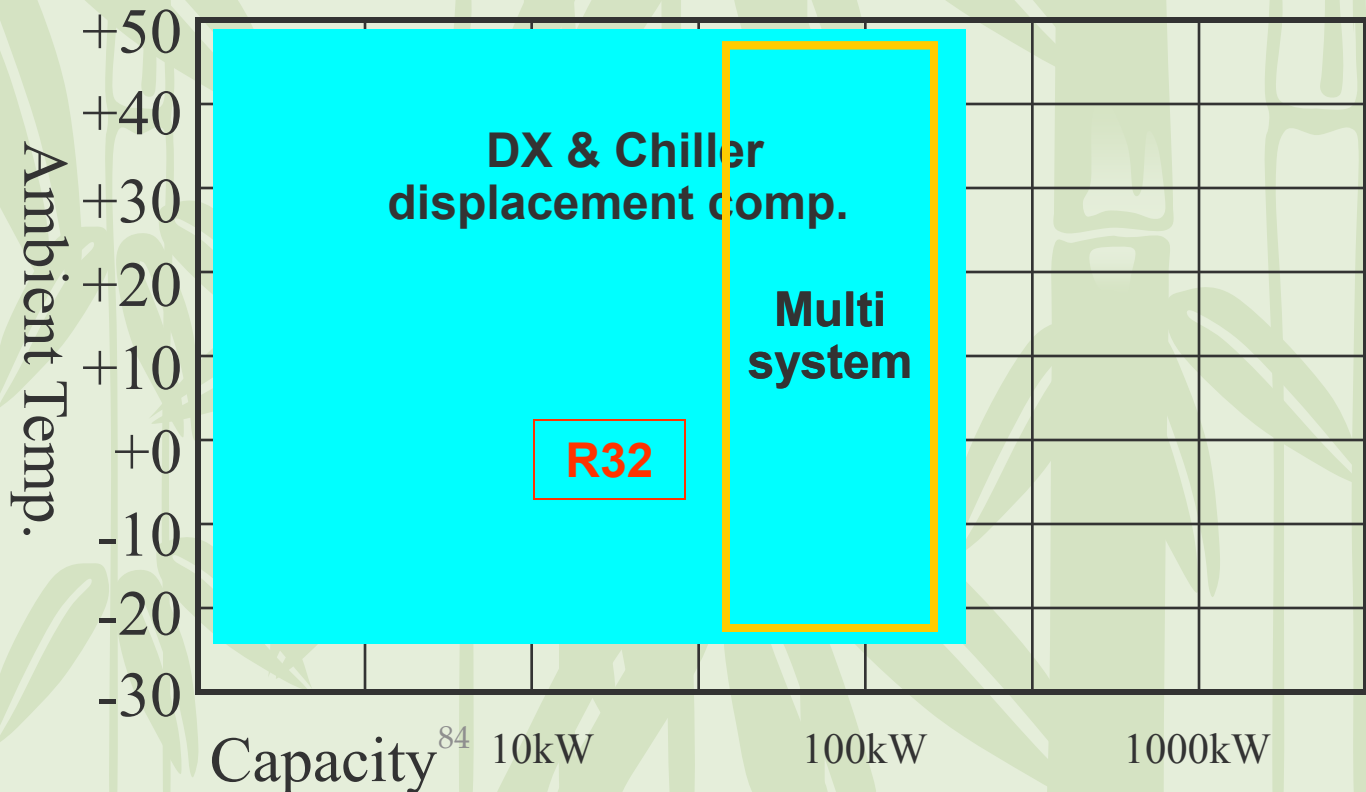 +50
+40
+30
+20
+10
+0
-10
-20
-30
Ambient Temp.
DX & Chiller
displacement comp.
Multi
system
R32
Capacity
84
10kW
100kW
1000kW